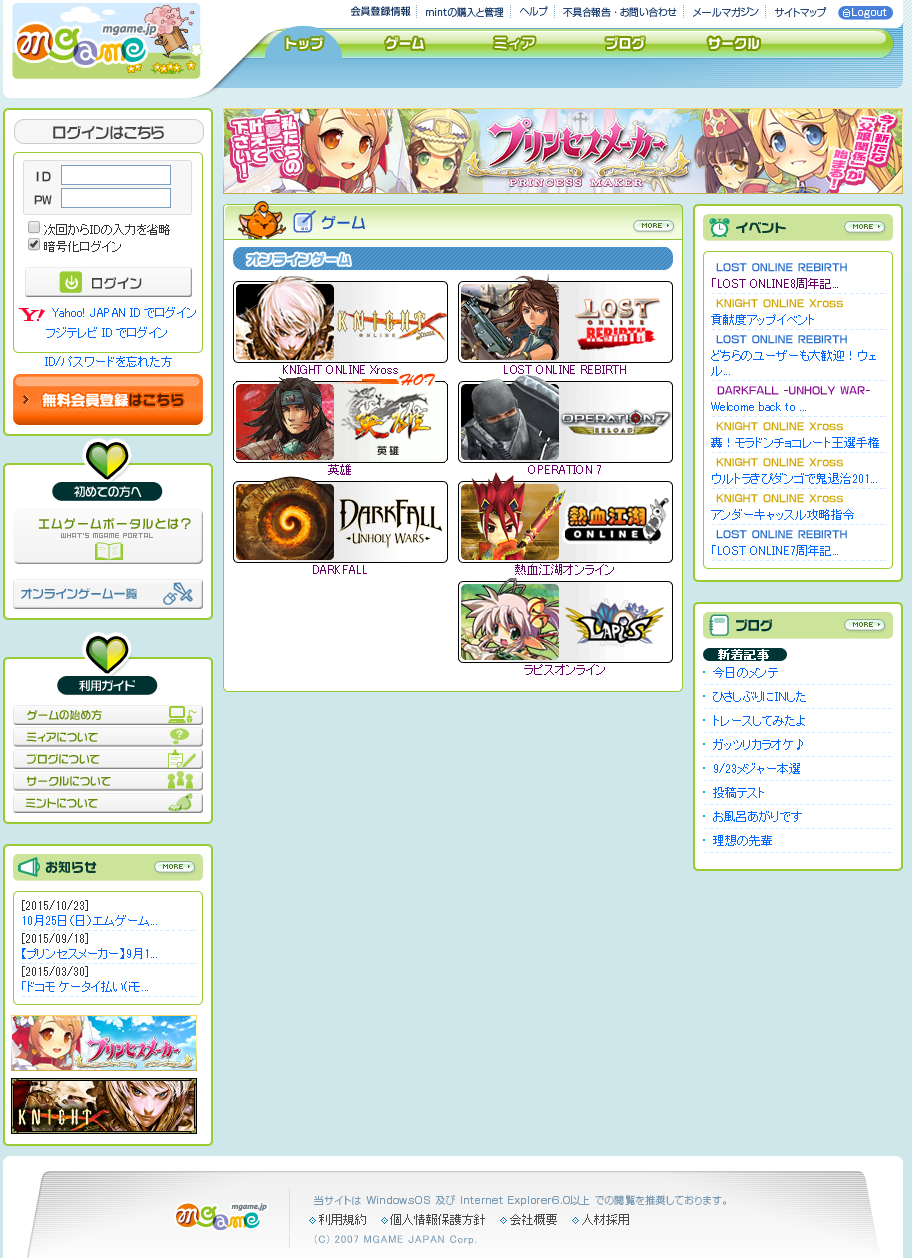 mgame.jp
mgame
会員登録情報 mintの購入と管理 ヘルプ 不具合報告・お問い合わせ メールマガジン サイトマップ @Logout
トップ ゲーム ミィア ブログ サークル
ログインはこちら
ID
PW
次回からIDの入力を省略
暗号化ログイン
ログイン
Y! Yahoo! JAPAN ID でログイン
フジテレビ ID でログイン
ID/パスワードを忘れた方
無料会員登録はこちら
初めての方へ
エムゲームポータルとは?
WHAT'S MGAME PORTAL
オンラインゲーム一覧
利用ガイド
ゲームの始め方
ミィアについて
ブログについて
サークルについて
ミントについて
お知らせ MORE
[2015/10/23]
10月25日(日)エムゲーム...
[2015/09/18]
【プリンセスメーカー】9月1...
[2015/03/30]
「ドコモ ケータイ払い(iモ...
プリンセスメーカー
KNIGHT
私たちの「夢」で、叶えて下さい!
プリンセスメーカー
PRINCESS MAKER
今、新たな「父娘関係」が始まる!
ゲーム MORE
オンラインゲーム
KNIGHT ONLINE X
LOST ONLINE REBIRTH
KNIGHT ONLINE Xross
LOST ONLINE REBIRTH
HOT
英雄
英雄
OPERATION7
RELOAD
英雄
OPERATION 7
DARKFALL
-UNHOLY WARS-
熱血江湖
ONLINE
DARKFALL
熱血江湖オンライン
LAPIS
ラピスオンライン
イベント MORE
LOST ONLINE REBIRTH
「LOST ONLINE8周年記...
KNIGHT ONLINE Xross
貢献度アップイベント
LOST ONLINE REBIRTH
どちらのユーザーも大歓迎！ウェ
ル...
DARKFALL -UNHOLY WAR-
Welcome back to ...
KNIGHT ONLINE Xross
轟！モラドンチョコレート王選手権
KNIGHT ONLINE Xross
ウルトラきびダンゴで鬼退治201...
KNIGHT ONLINE Xross
アンダーキャッスル攻略指令
LOST ONLINE REBIRTH
「LOST ONLINE7周年記...
ブログ MORE
新着記事
今日のメンテ
ひさしぶりにINした
トレースしてみたよ
ガッツリカラオケ♪
9/23メジャー本選
投稿テスト
お風呂あがりです
理想の先輩
mgame.jp
mgame
当サイトは WindowsOS 及び Internet Explorer6.0以上 での閲覧を推奨しております。
利用規約 個人情報保護方針 会社概要 人材採用
(C) 2007 MGAME JAPAN Corp.